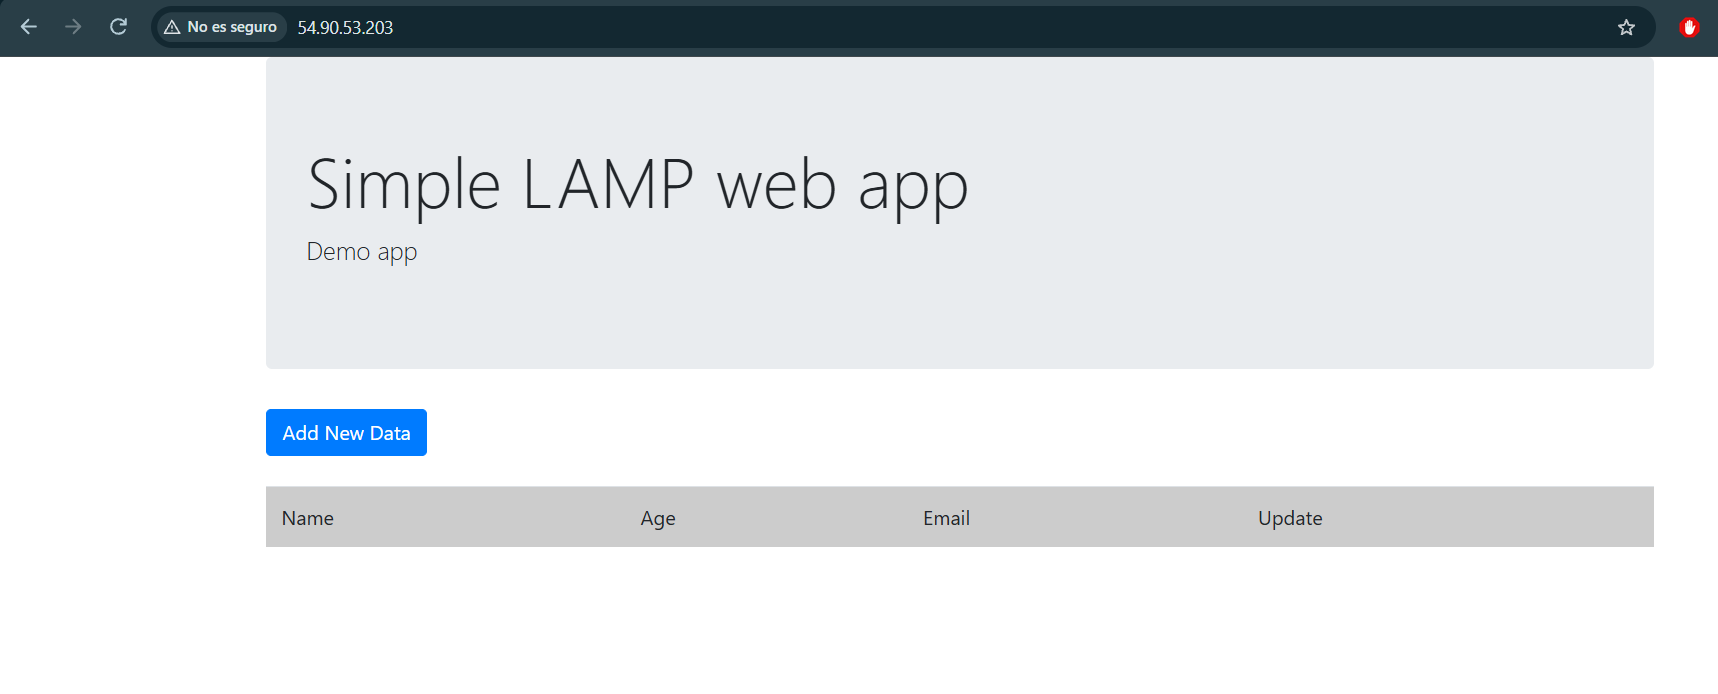 No es seguro 54.90.53.203
Simple LAMP web app
Demo app
Add New Data
Name Age Email Update